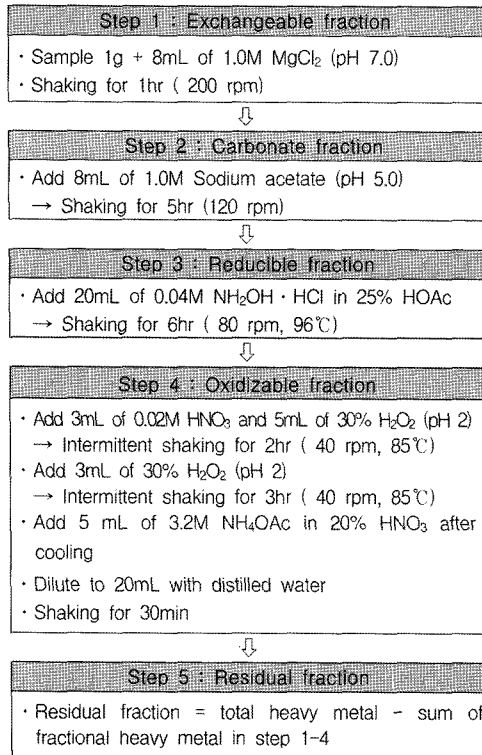 Step 1 : Exchangeable fraction
· Sample 1g + 8mL of 1.0M MgCl₂ (pH 7.0)
· Shaking for 1hr ( 200 rpm)
⇩
Step 2 : Carbonate fraction
· Add 8mL of 1.0M Sodium acetate (pH 5.0)
→ Shaking for 5hr (120 rpm)
⇩
Step 3 : Reducible fraction
· Add 20mL of 0.04M NH₂OH · HCl in 25% HOAc
→ Shaking for 6hr ( 80 rpm, 96℃)
⇩
Step 4 : Oxidizable fraction
· Add 3mL of 0.02M HNO₃ and 5mL of 30% H₂O₂ (pH 2)
→ Intermittent shaking for 2hr ( 40 rpm, 85℃)
· Add 3mL of 30% H₂O₂ (pH 2)
→ Intermittent shaking for 3hr ( 40 rpm, 85℃)
· Add 5 mL of 3.2M NH₄OAc in 20% HNO₃ after
cooling
· Dilute to 20mL with distilled water
· Shaking for 30min
⇩
Step 5 : Residual fraction
· Residual fraction = total heavy metal - sum of
fractional heavy metal in step 1-4